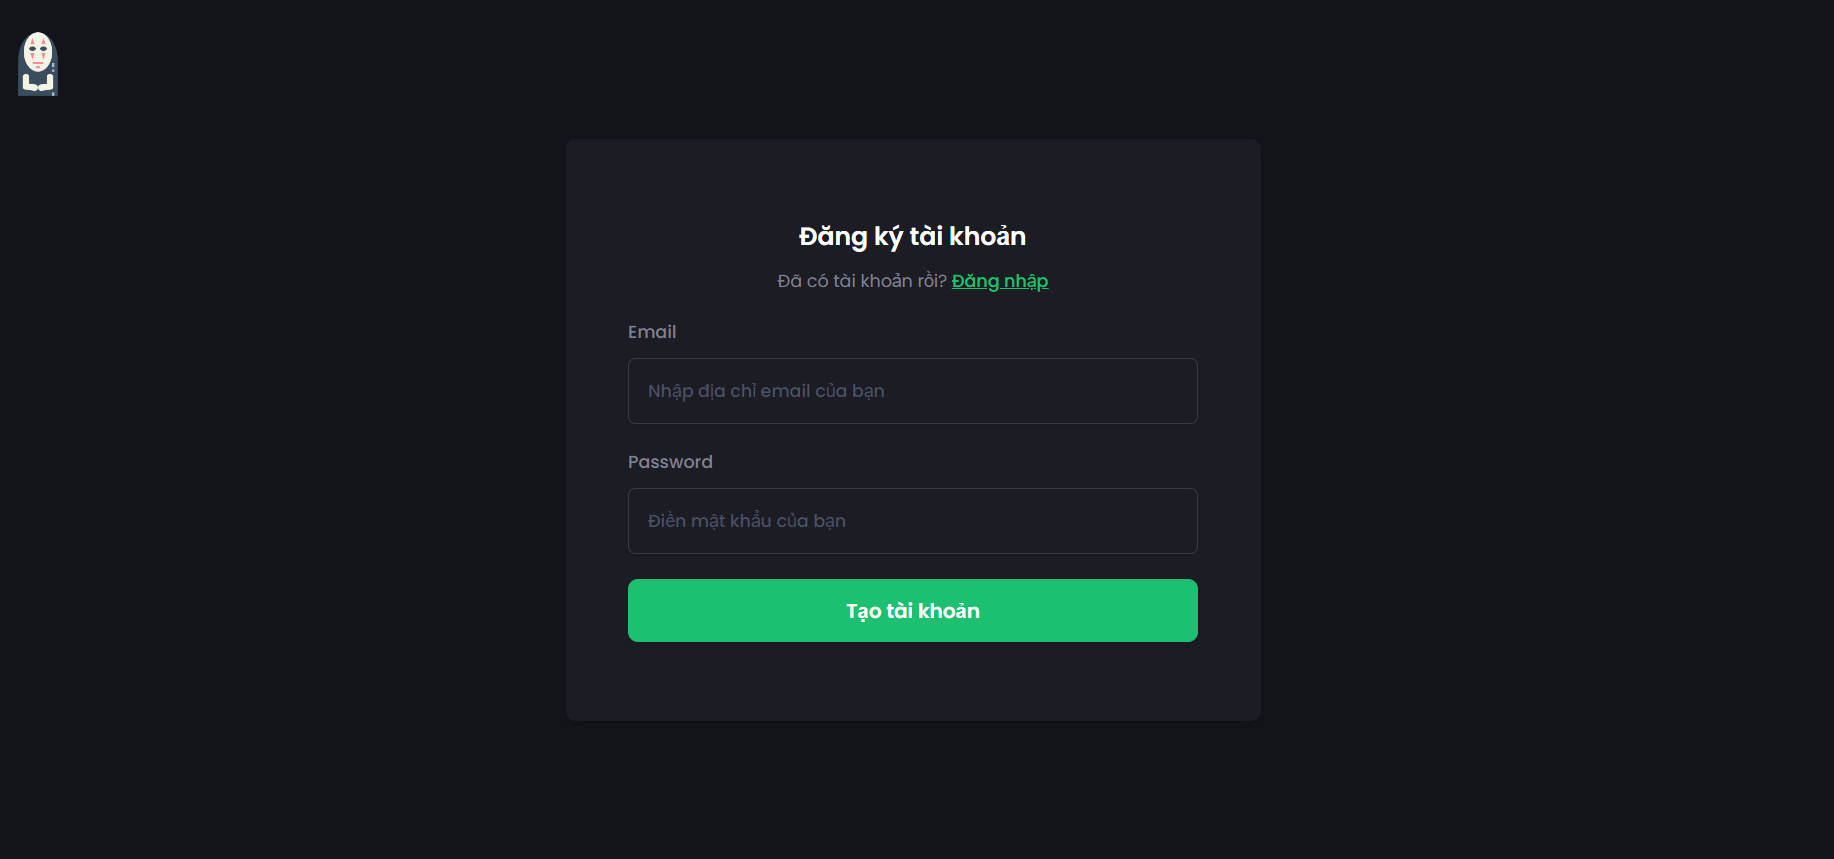 Đăng ký tài khoản
Đã có tài khoản rồi? Đăng nhập
Email
Nhập địa chỉ email của bạn
Password
Điền mật khẩu của bạn
Tạo tài khoản